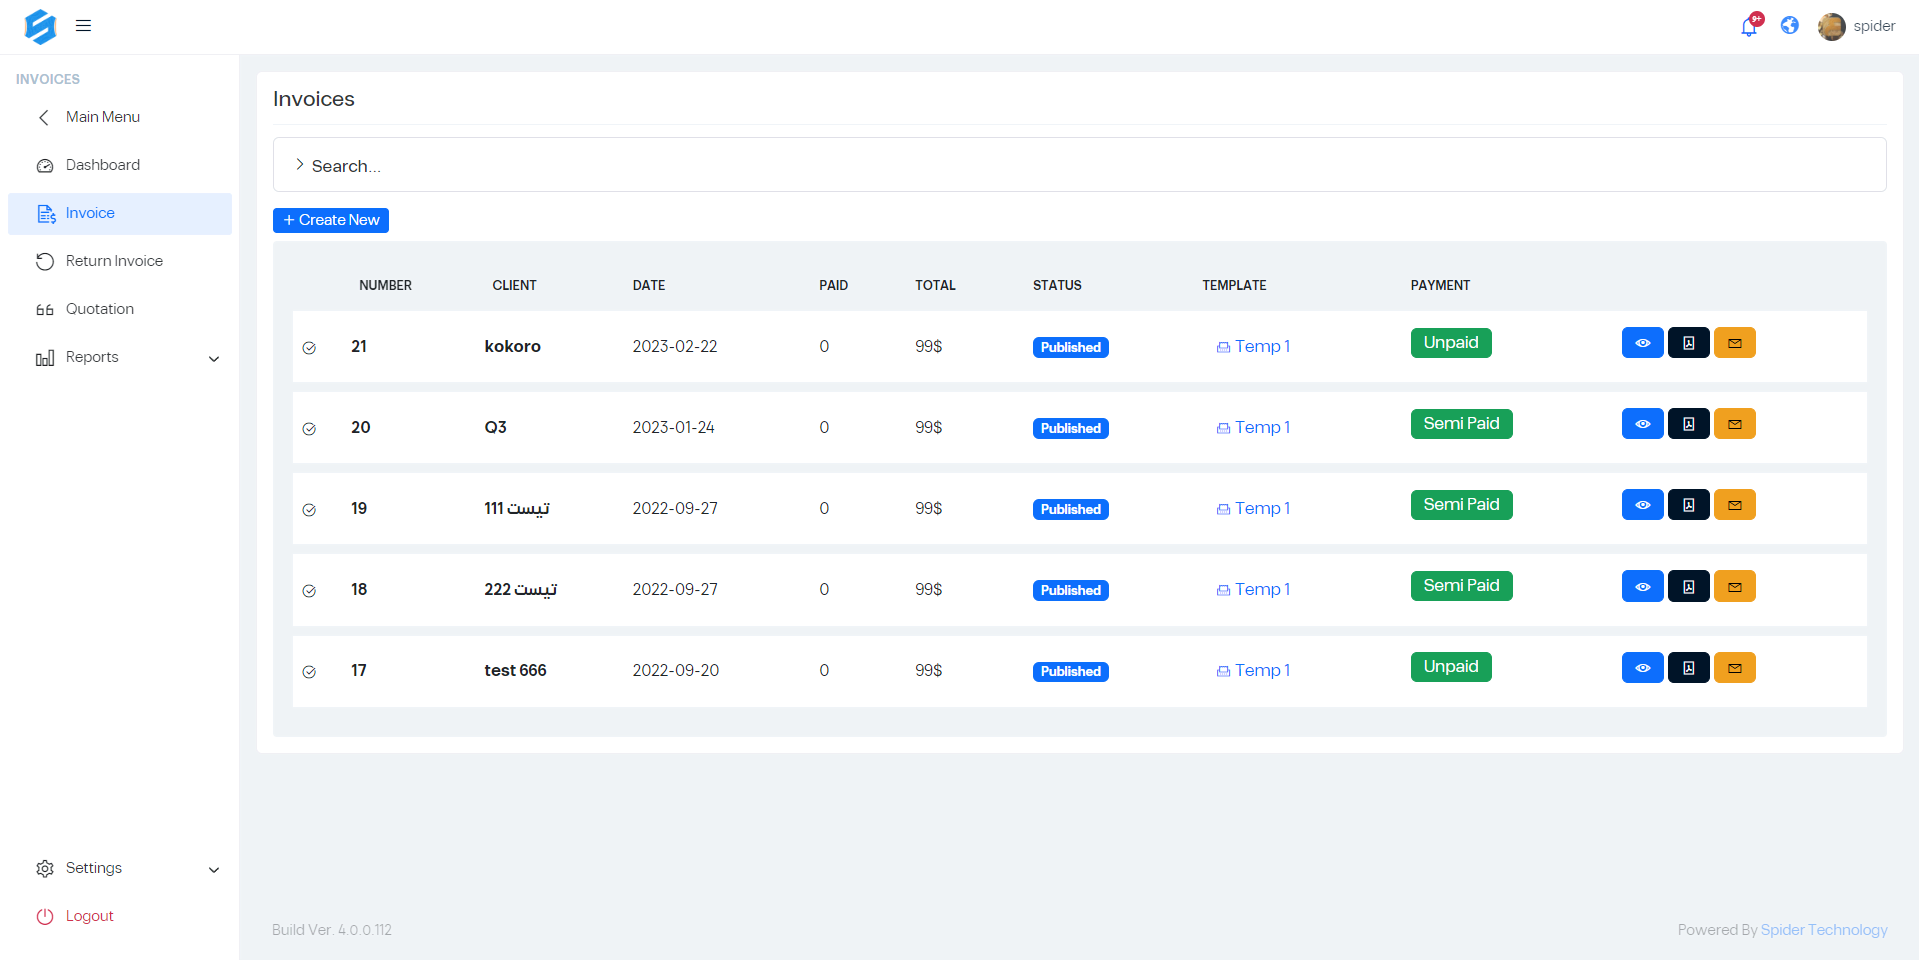 9+
spider
INVOICES
Main Menu
Dashboard
Invoice
Return Invoice
Quotation
Reports
Settings
Logout
Invoices
Search...
+ Create New
NUMBER CLIENT DATE PAID TOTAL STATUS TEMPLATE PAYMENT
21 kokoro 2023-02-22 0 99$ Published Temp 1 Unpaid
20 Q3 2023-01-24 0 99$ Published Temp 1 Semi Paid
19 تيست 111 2022-09-27 0 99$ Published Temp 1 Semi Paid
18 تيست 222 2022-09-27 0 99$ Published Temp 1 Semi Paid
17 test 666 2022-09-20 0 99$ Published Temp 1 Unpaid
Build Ver. 4.0.0.112
Powered By Spider Technology